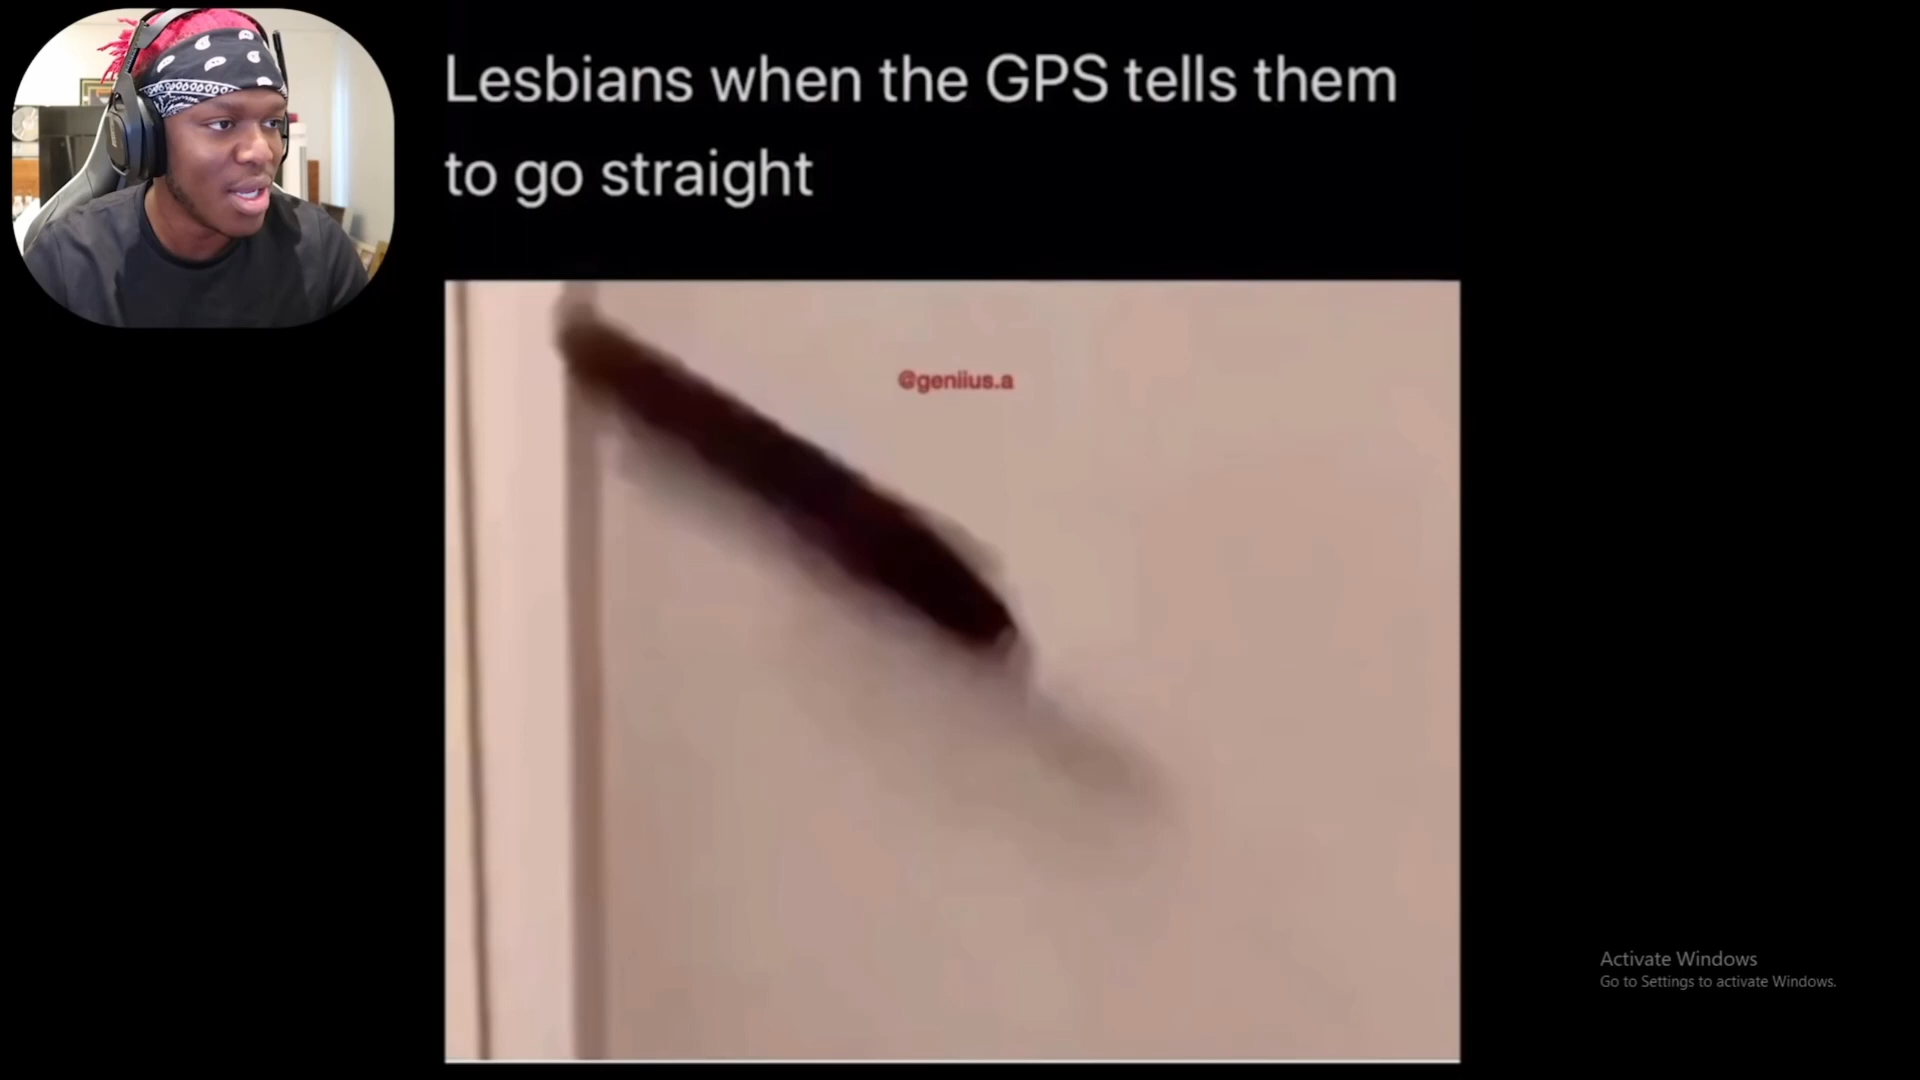 Lesbians when the GPS tells them
to go straight
@geniius.a
Activate Windows
Go to Settings to activate Windows.